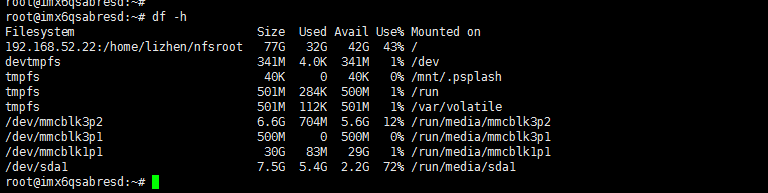 root@imx6qsabresd:~#
root@imx6qsabresd:~# df -h
Filesystem Size Used Avail Use% Mounted on
192.168.52.22:/home/lizhen/nfsroot 77G 32G 42G 43% /
devtmpfs 341M 4.0K 341M 1% /dev
tmpfs 40K 0 40K 0% /mnt/.psplash
tmpfs 501M 284K 500M 1% /run
tmpfs 501M 112K 501M 1% /var/volatile
/dev/mmcblk3p2 6.6G 704M 5.6G 12% /run/media/mmcblk3p2
/dev/mmcblk3p1 500M 0 500M 0% /run/media/mmcblk3p1
/dev/mmcblk1p1 30G 83M 29G 1% /run/media/mmcblk1p1
/dev/sda1 7.5G 5.4G 2.2G 72% /run/media/sda1
root@imx6qsabresd:~#